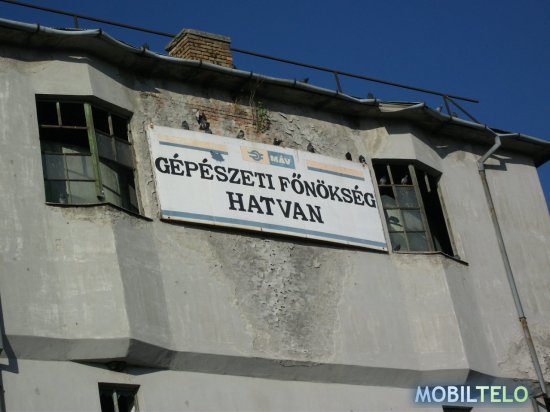 MÁV
GÉPÉSZETI FŐNÖKSÉG
HATVAN
MOBILTELO